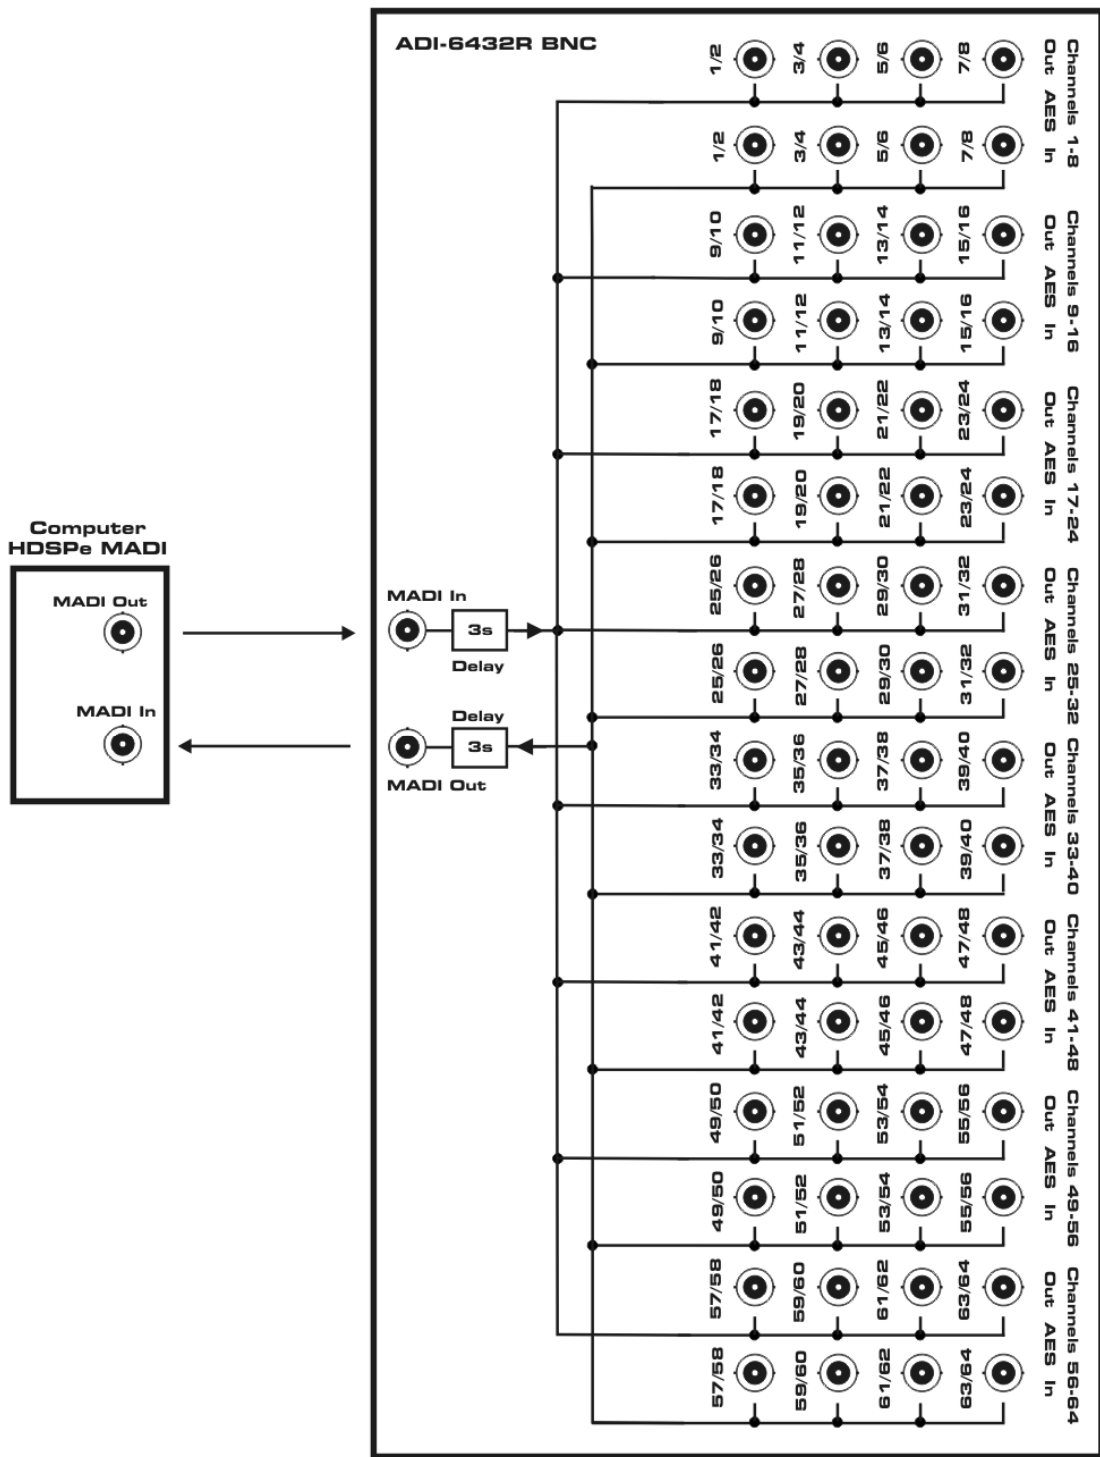 ADI-6432R BNC
1/2 3/4 5/6 7/8
Channels 1-8
Out AES In
1/2 3/4 5/6 7/8
9/10 11/12 13/14 15/16
Channels 9-16
Out AES In
9/10 11/12 13/14 15/16
17/18 19/20 21/22 23/24
Channels 17-24
Out AES In
17/18 19/20 21/22 23/24
Computer
HDSPe MADI
MADI Out
MADI In
MADI In
3s
Delay
Delay
3s
MADI Out
25/26 27/28 29/30 31/32
Channels 25-32
Out AES In
25/26 27/28 29/30 31/32
33/34 35/36 37/38 39/40
Channels 33-40
Out AES In
33/34 35/36 37/38 39/40
41/42 43/44 45/46 47/48
Channels 41-48
Out AES In
41/42 43/44 45/46 47/48
49/50 51/52 53/54 55/56
Channels 49-56
Out AES In
49/50 51/52 53/54 55/56
57/58 59/60 61/62 63/64
Channels 56-64
Out AES In
57/58 59/60 61/62 63/64